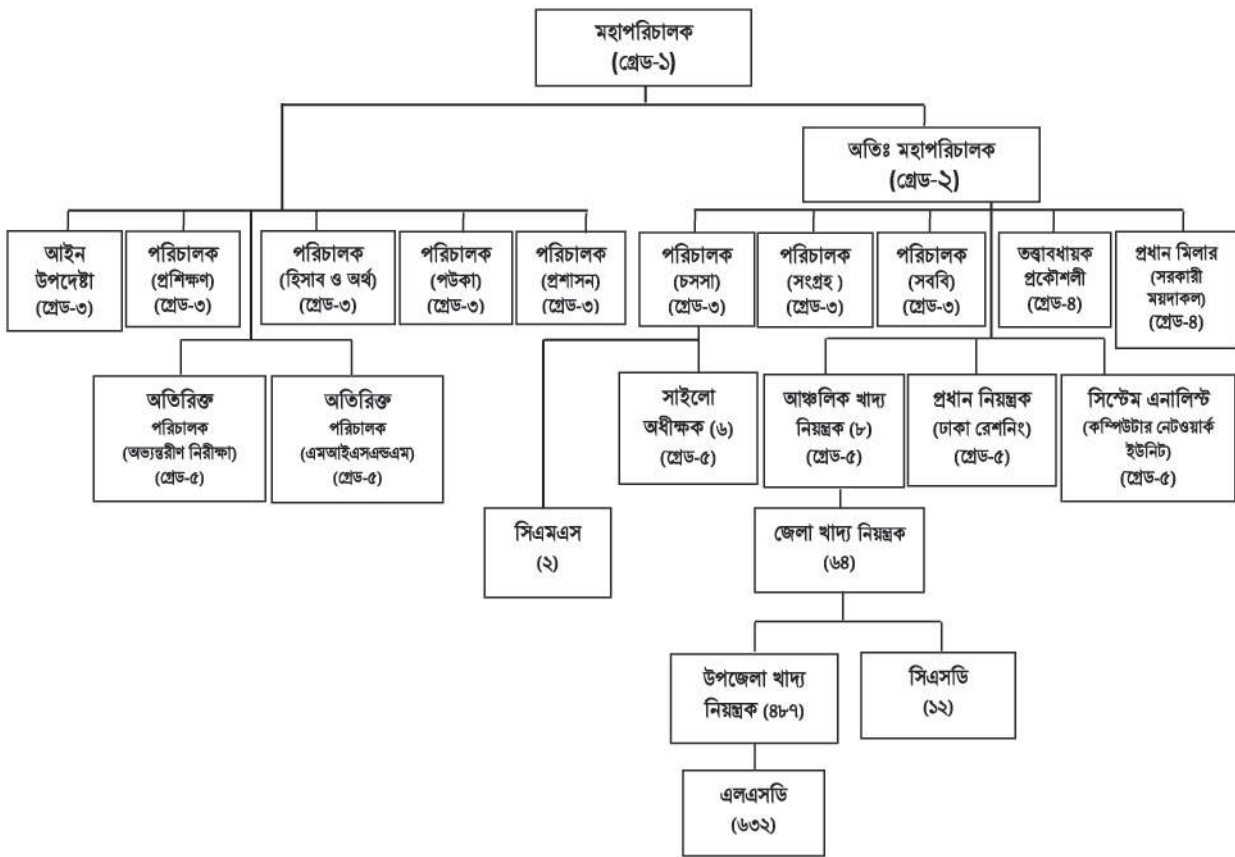 মহাপরিচালক
(গ্রেড-১)
অতিঃ মহাপরিচালক
(গ্রেড-২)
আইন
উপদেষ্টা
(গ্রেড-৩)
পরিচালক
(প্রশিক্ষণ)
(গ্রেড-৩)
পরিচালক
(হিসাব ও অর্থ)
(গ্রেড-৩)
পরিচালক
(পউকা)
(গ্রেড-৩)
পরিচালক
(প্রশাসন)
(গ্রেড-৩)
পরিচালক
(চসসা)
(গ্রেড-৩)
পরিচালক
(সংগ্রহ )
(গ্রেড-৩)
পরিচালক
(সববি)
(গ্রেড-৩)
তত্ত্বাবধায়ক
প্রকৌশলী
(গ্রেড-৪)
প্রধান মিলার
(সরকারী
ময়দাকল)
(গ্রেড-৪)
অতিরিক্ত
পরিচালক
(অভ্যন্তরীণ নিরীক্ষা)
(গ্রেড-৫)
অতিরিক্ত
পরিচালক
(এমআইএসএন্ডএম)
(গ্রেড-৫)
সাইলো
অধীক্ষক (৬)
(গ্রেড-৫)
আঞ্চলিক খাদ্য
নিয়ন্ত্রক (৮)
(গ্রেড-৫)
প্রধান নিয়ন্ত্রক
(ঢাকা রেশনিং)
(গ্রেড-৫)
সিস্টেম এনালিস্ট
(কম্পিউটার নেটওয়ার্ক
ইউনিট)
(গ্রেড-৫)
সিএমএস
(২)
জেলা খাদ্য নিয়ন্ত্রক
(৬৪)
উপজেলা খাদ্য
নিয়ন্ত্রক (৪৮৭)
সিএসডি
(১২)
এলএসডি
(৬৩২)